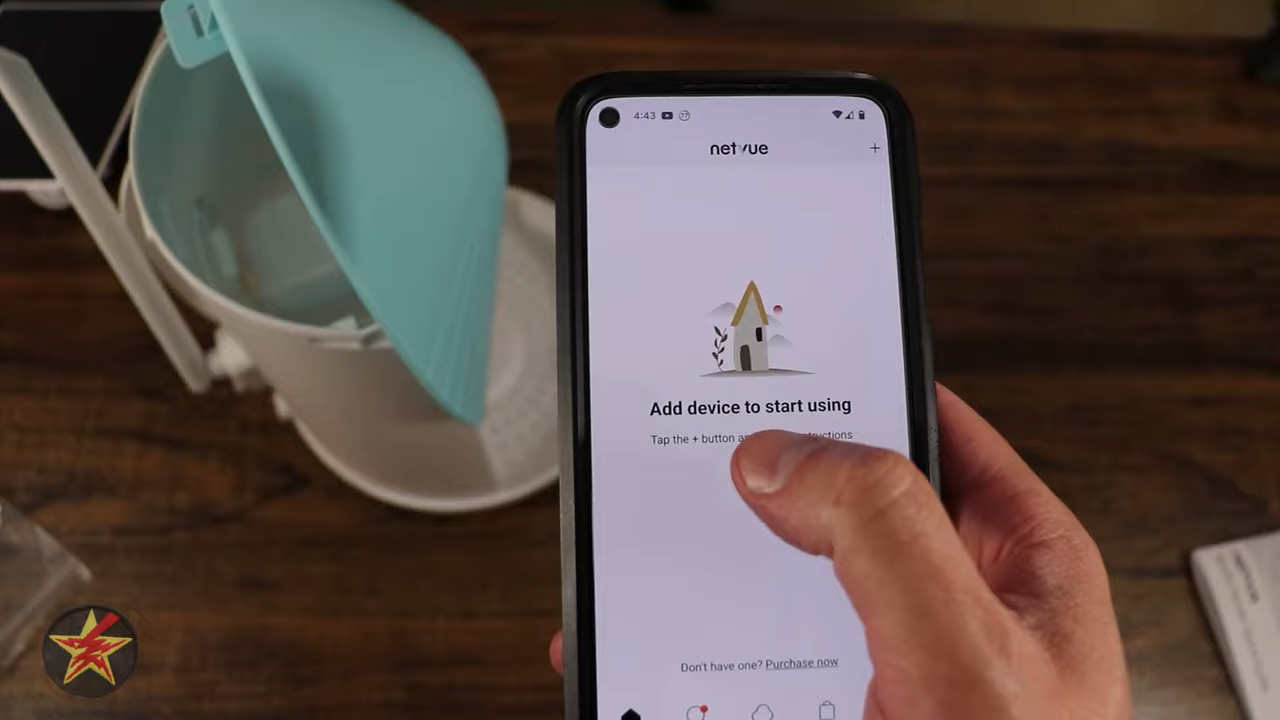 4:43
netvue
+
Add device to start using
Tap the + button
Don't have one? Purchase now